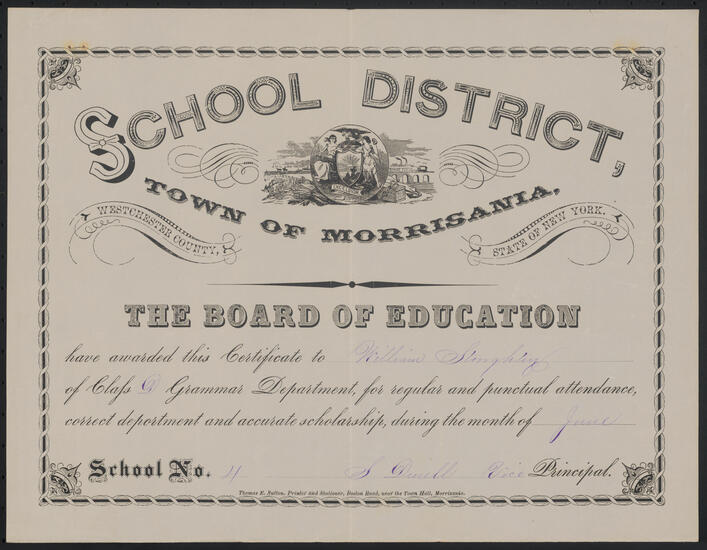 SCHOOL DISTRICT,
TOWN OF MORRISANIA,
WESTCHESTER COUNTY,
STATE OF NEW YORK.
THE BOARD OF EDUCATION
have awarded this Certificate to William
of Claſs D Grammar Department, for regular and punctual attendance,
correct deportment and accurate scholarship, during the month of June
School No. 4 S Vice Principal.
Thomas E. Sutton, Printer and Stationer, Boston Road, near the Town Hall, Morrisania.